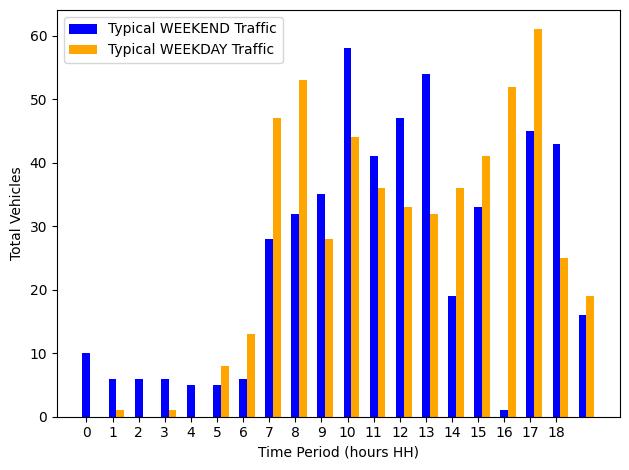 Typical WEEKEND Traffic
Typical WEEKDAY Traffic
60
50
40
30
20
10
0
Total Vehicles
0 1 2 3 4 5 6 7 8 9 10 11 12 13 14 15 16 17 18
Time Period (hours HH)